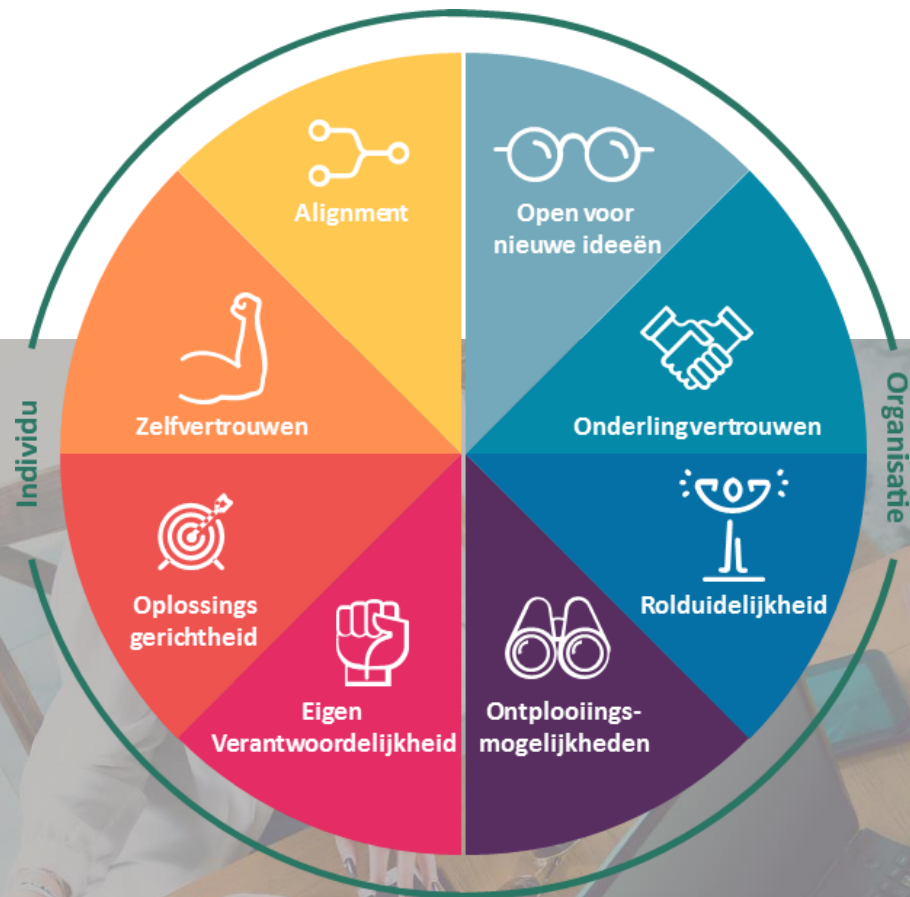 Alignment
Open voor
nieuwe ideeën
Zelfvertrouwen
Onderlingvertrouwen
Individu
Organisatie
Oplossings
gerichtheid
Rolduidelijkheid
Eigen
Verantwoordelijkheid
Ontplooiings-
mogelijkheden